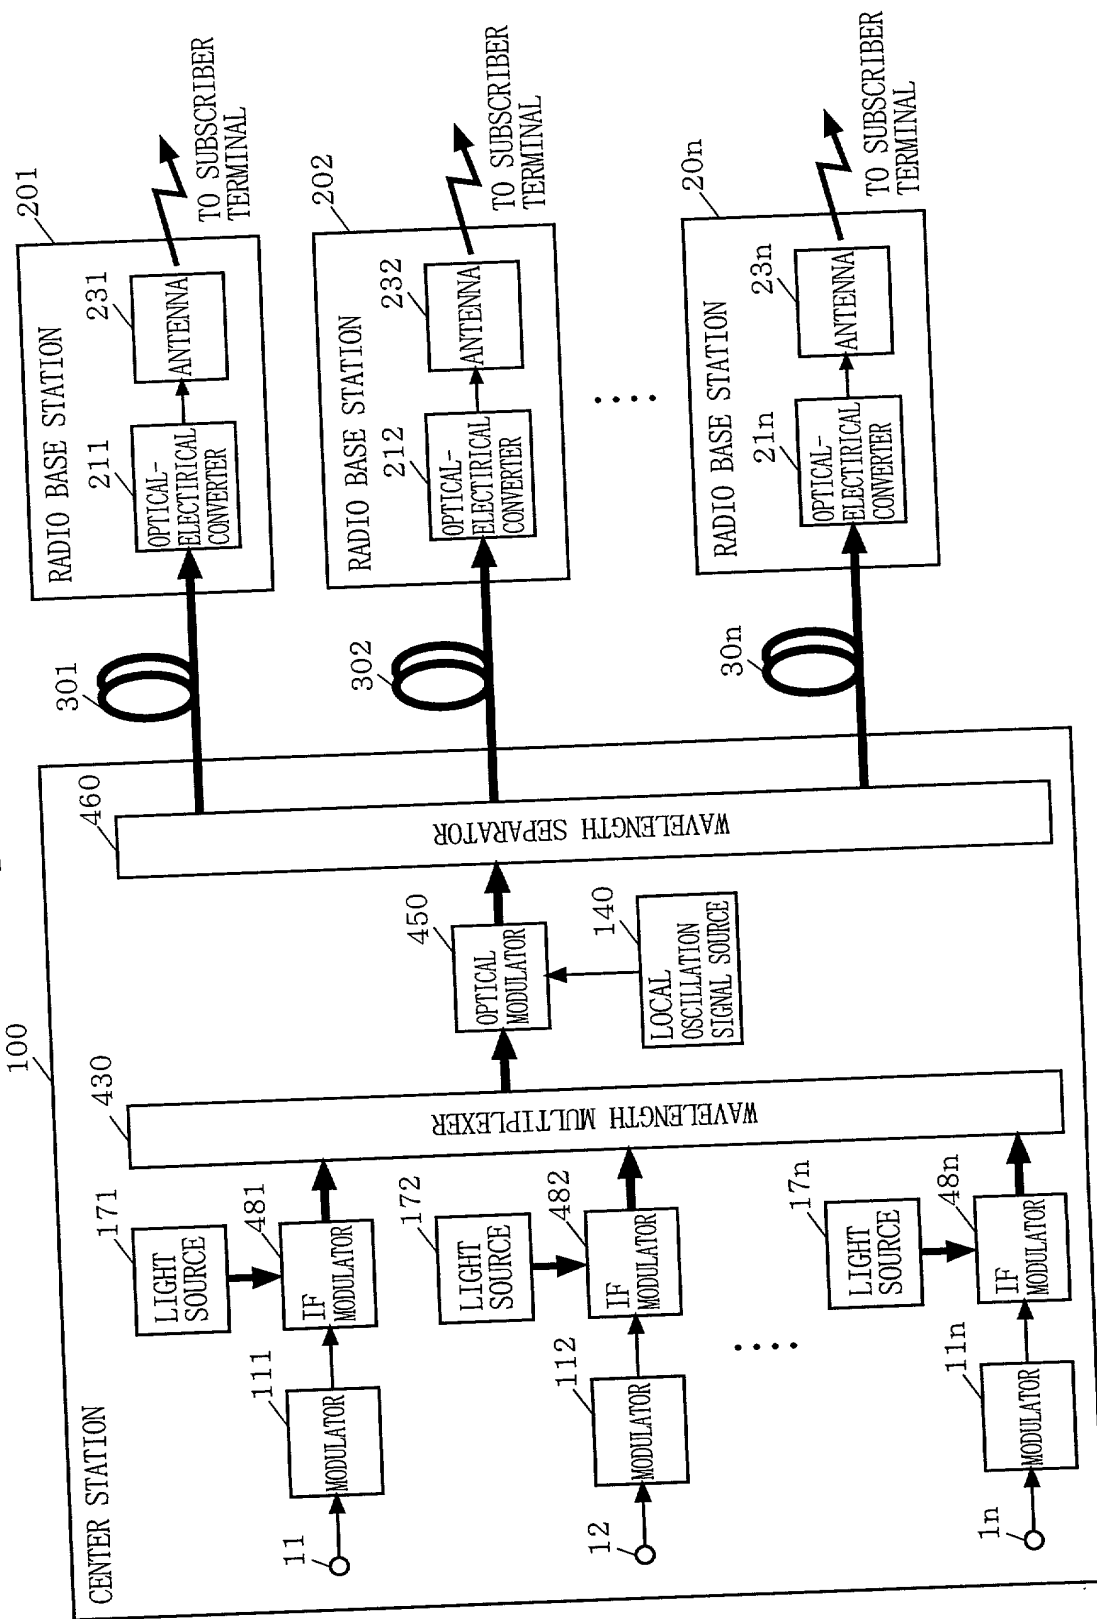 100
CENTER STATION
11
111
MODULATOR
171
LIGHT
SOURCE
481
IF
MODULATOR
12
112
MODULATOR
172
LIGHT
SOURCE
482
IF
MODULATOR
....
1n
11n
MODULATOR
17n
LIGHT
SOURCE
48n
IF
MODULATOR
430
WAVELENGTH MULTIPLEXER
450
OPTICAL
MODULATOR
140
LOCAL
OSCILLATION
SIGNAL SOURCE
460
WAVELENGTH SEPARATOR
301
201
RADIO BASE STATION
211
OPTICAL-
ELECTIRICAL
CONVERTER
231
ANTENNA
TO SUBSCRIBER
TERMINAL
302
202
RADIO BASE STATION
212
OPTICAL-
ELECTRICAL
CONVERTER
232
ANTENNA
TO SUBSCRIBER
TERMINAL
....
30n
20n
RADIO BASE STATION
21n
OPTICAL-
ELECTRICAL
CONVERTER
23n
ANTENNA
TO SUBSCRIBER
TERMINAL